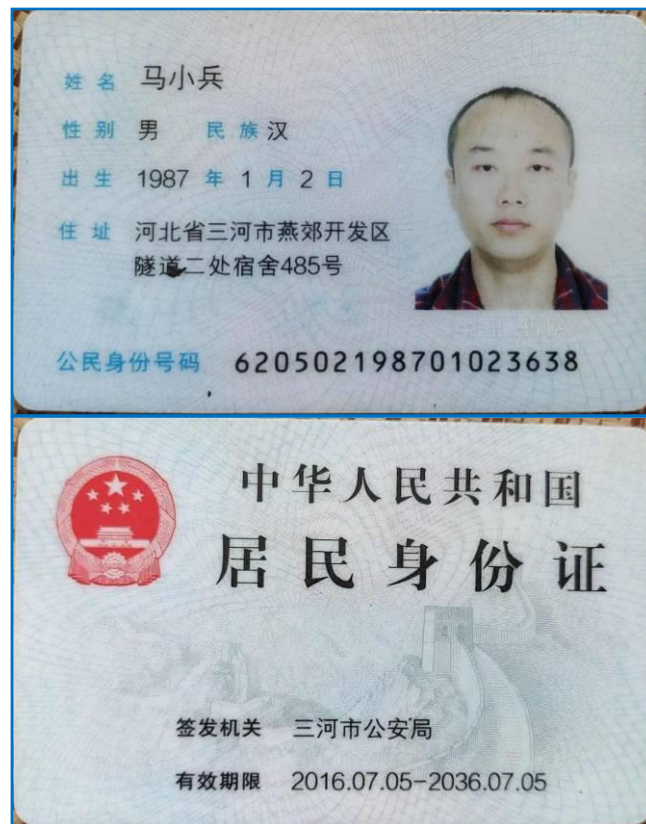 姓名 马小兵
性别 男 民族 汉
出生 1987 年 1 月 2 日
住址 河北省三河市燕郊开发区
隧道二处宿舍485号
公民身份号码 620502198701023638
中华人民共和国
居民身份证
签发机关 三河市公安局
有效期限 2016.07.05-2036.07.05